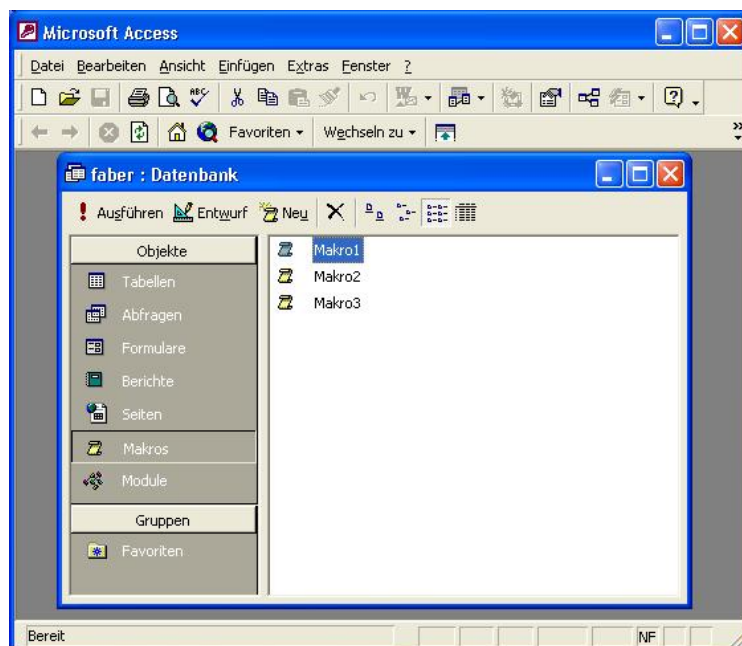 Microsoft Access
Datei Bearbeiten Ansicht Einfügen Extras Fenster ?
Favoriten Wechseln zu
faber : Datenbank
Ausführen Entwurf Neu
Objekte
Tabellen
Abfragen
Formulare
Berichte
Seiten
Makros
Module
Gruppen
Favoriten
Makro1
Makro2
Makro3
Bereit NF